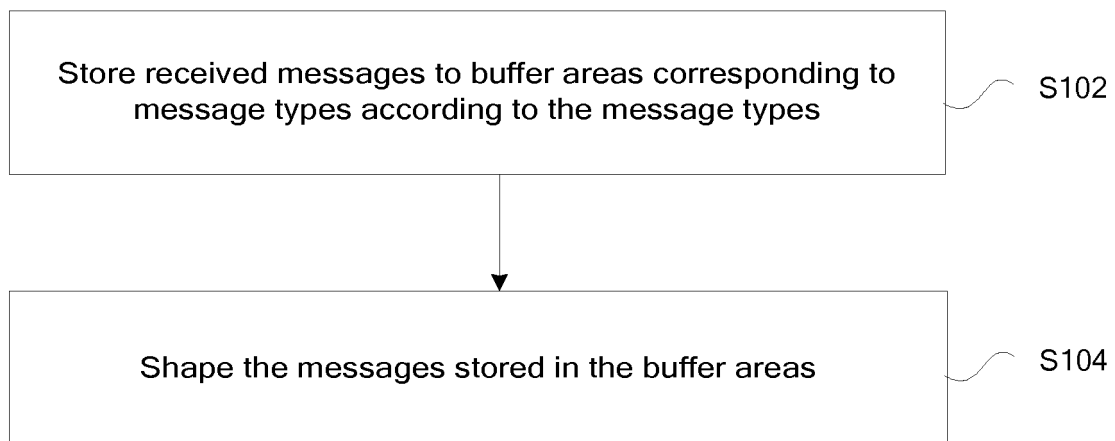 Store received messages to buffer areas corresponding to
message types according to the message types
S102
Shape the messages stored in the buffer areas
S104